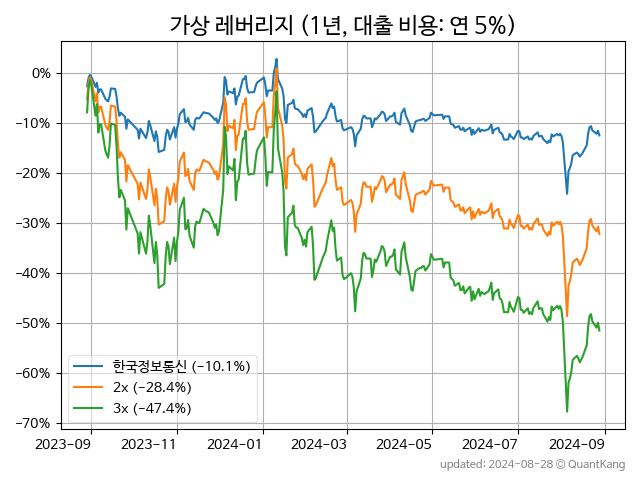 가상 레버리지 (1년, 대출 비용: 연 5%)
0%
−10%
−20%
−30%
−40%
−50%
−60%
−70%
한국정보통신 (−10.1%)
2x (−28.4%)
3x (−47.4%)
2023-09 2023-11 2024-01 2024-03 2024-05 2024-07 2024-09
updated: 2024-08-28 ⓒ QuantKang